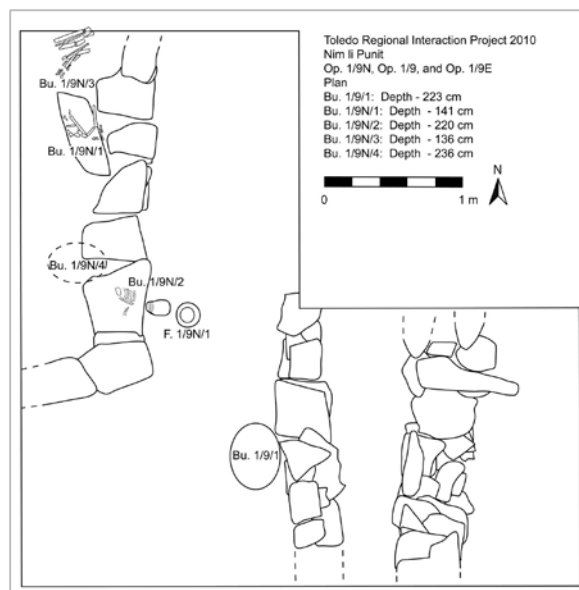 Toledo Regional Interaction Project 2010
Nim li Punit
Op. 1/9N, Op. 1/9, and Op. 1/9E
Plan
Bu. 1/9/1: Depth - 223 cm
Bu. 1/9N/1: Depth - 141 cm
Bu. 1/9N/2: Depth - 220 cm
Bu. 1/9N/3: Depth - 136 cm
Bu. 1/9N/4: Depth - 236 cm
N
0 1 m
Bu. 1/9N/3
Bu. 1/9N/1
Bu. 1/9N/4
Bu. 1/9N/2
F. 1/9N/1
Bu. 1/9/1